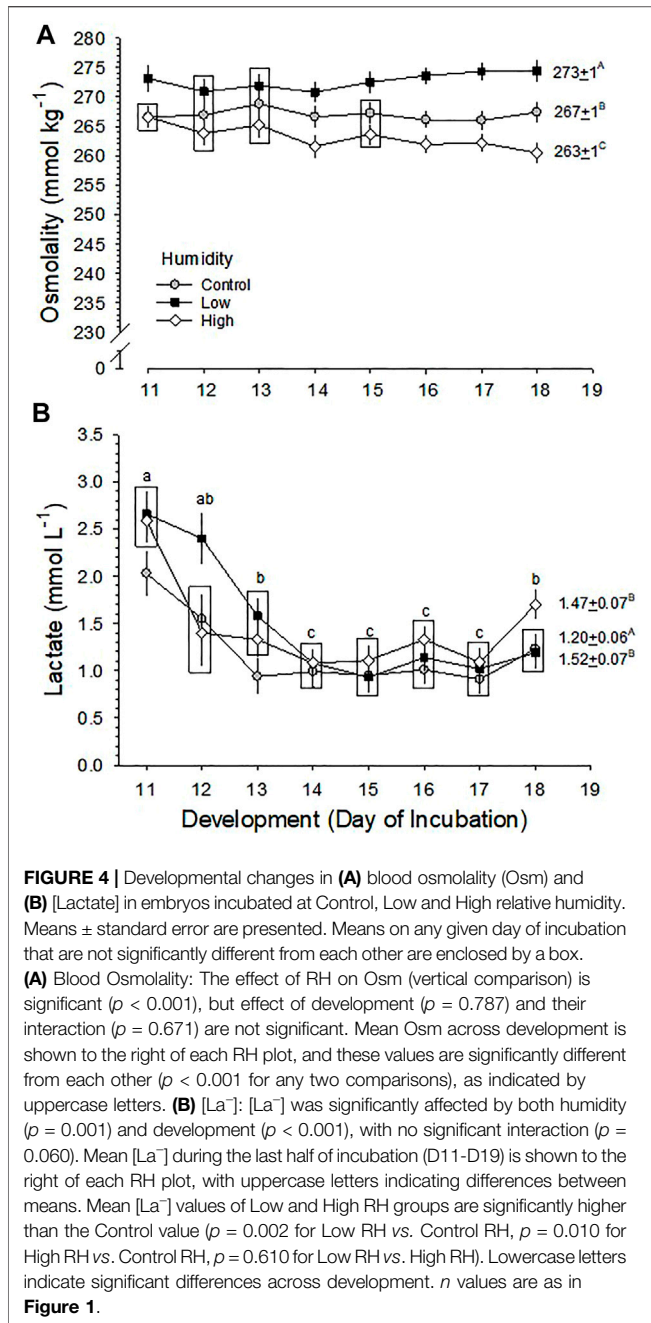 A
280
275
270
265
260
255
250
245
240
235
230
0
Osmolality (mmol kg⁻¹)
273±1ᴬ
267±1ᴮ
263±1ᶜ
Humidity
Control
Low
High
11 12 13 14 15 16 17 18 19
B
3.5
3.0
2.5
2.0
1.5
1.0
0.5
0.0
Lactate (mmol L⁻¹)
a
ab
b
c
c
c
c
b
1.47±0.07ᴮ
1.20±0.06ᴬ
1.52±0.07ᴮ
11 12 13 14 15 16 17 18 19
Development (Day of Incubation)
FIGURE 4 | Developmental changes in (A) blood osmolality (Osm) and
(B) [Lactate] in embryos incubated at Control, Low and High relative humidity.
Means ± standard error are presented. Means on any given day of incubation
that are not significantly different from each other are enclosed by a box.
(A) Blood Osmolality: The effect of RH on Osm (vertical comparison) is
significant (p < 0.001), but effect of development (p = 0.787) and their
interaction (p = 0.671) are not significant. Mean Osm across development is
shown to the right of each RH plot, and these values are significantly different
from each other (p < 0.001 for any two comparisons), as indicated by
uppercase letters. (B) [La⁻]: [La⁻] was significantly affected by both humidity
(p = 0.001) and development (p < 0.001), with no significant interaction (p =
0.060). Mean [La⁻] during the last half of incubation (D11-D19) is shown to the
right of each RH plot, with uppercase letters indicating differences between
means. Mean [La⁻] values of Low and High RH groups are significantly higher
than the Control value (p = 0.002 for Low RH vs. Control RH, p = 0.010 for
High RH vs. Control RH, p = 0.610 for Low RH vs. High RH). Lowercase letters
indicate significant differences across development. n values are as in
Figure 1.